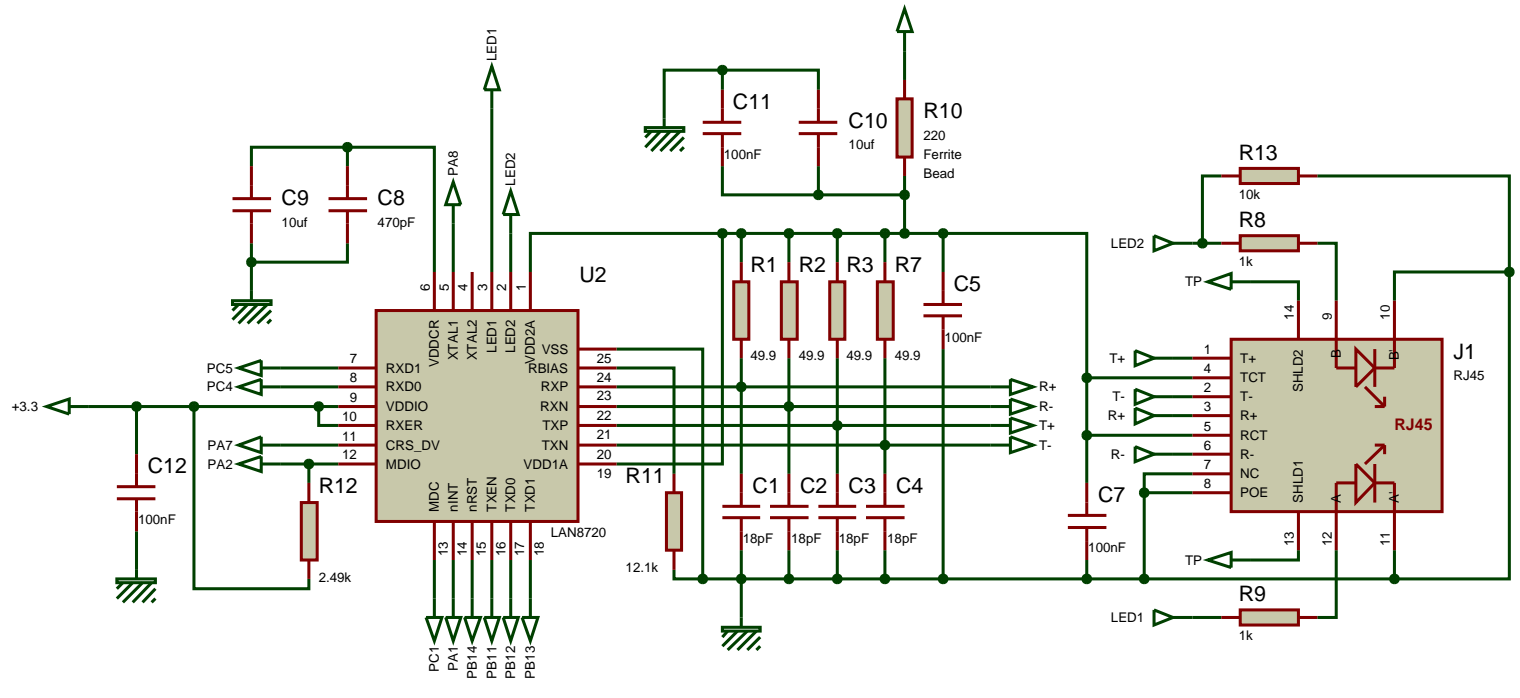 LED1
PA8
LED2
C11
100nF
C10
10uf
R10
220
Ferrite
Bead
C9
10uf
C8
470pF
R13
10k
R8
1k
LED2
TP
U2
6
5
4
3
2
1
VDDCR
XTAL1
XTAL2
LED1
LED2
VDD2A
R1
49.9
R2
49.9
R3
49.9
R7
49.9
C5
100nF
PC5
7
RXD1
PC4
8
RXD0
+3.3
9
VDDIO
10
RXER
PA7
11
CRS_DV
PA2
12
MDIO
VSS
25
RBIAS
24
RXP
23
RXN
22
TXP
21
TXN
20
VDD1A
19
R+
R-
T+
T-
MDC
nINT
nRST
TXEN
TXD0
TXD1
LAN8720
13
14
15
16
17
18
PC1
PA1
PB14
PB11
PB12
PB13
C12
100nF
R12
2.49k
R11
12.1k
C1
18pF
C2
18pF
C3
18pF
C4
18pF
C7
100nF
14
9
10
SHLD2
B
B'
J1
RJ45
T+
1
T+
4
TCT
T-
2
T-
R+
3
R+
5
RCT
R-
6
R-
7
NC
8
POE
RJ45
SHLD1
A
A'
13
12
11
TP
LED1
R9
1k